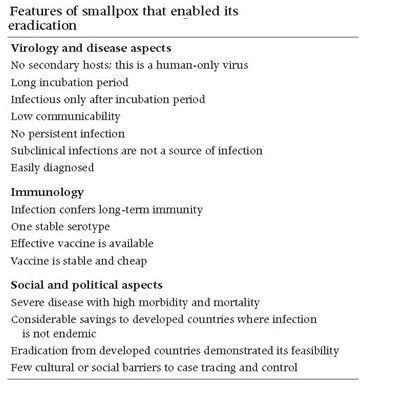 Features of smallpox that enabled its
eradication
Virology and disease aspects
No secondary hosts; this is a human-only virus
Long incubation period
Infectious only after incubation period
Low communicability
No persistent infection
Subclinical infections are not a source of infection
Easily diagnosed
Immunology
Infection confers long-term immunity
One stable serotype
Effective vaccine is available
Vaccine is stable and cheap
Social and political aspects
Severe disease with high morbidity and mortality
Considerable savings to developed countries where infection
is not endemic
Eradication from developed countries demonstrated its feasibility
Few cultural or social barriers to case tracing and control